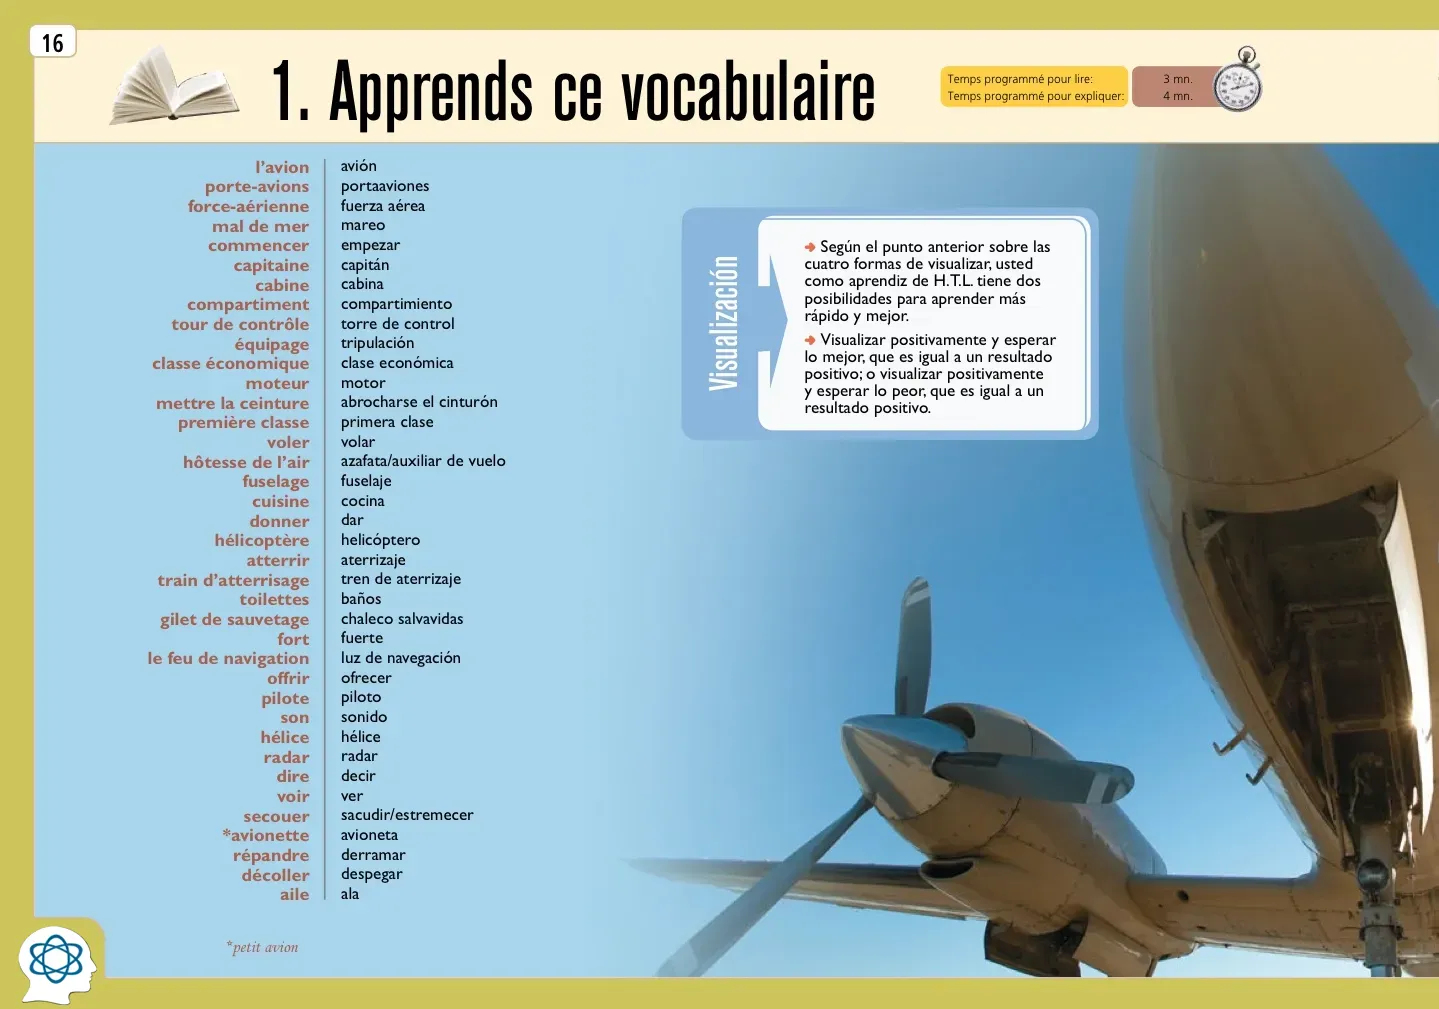 16
1. Apprends ce vocabulaire
Temps programmé pour lire: 3 mn.
Temps programmé pour expliquer: 4 mn.
l'avion avión
porte-avions portaaviones
force-aérienne fuerza aérea
mal de mer mareo
commencer empezar
capitaine capitán
cabine cabina
compartiment compartimiento
tour de contrôle torre de control
équipage tripulación
classe économique clase económica
moteur motor
mettre la ceinture abrocharse el cinturón
première classe primera clase
voler volar
hôtesse de l'air azafata/auxiliar de vuelo
fuselage fuselaje
cuisine cocina
donner dar
hélicoptère helicóptero
atterrir aterrizaje
train d'atterrisage tren de aterrizaje
toilettes baños
gilet de sauvetage chaleco salvavidas
fort fuerte
le feu de navigation luz de navegación
offrir ofrecer
pilote piloto
son sonido
hélice hélice
radar radar
dire decir
voir ver
secouer sacudir/estremecer
*avionette avioneta
répandre derramar
décoller despegar
aile ala
*petit avion
Visualización
➜ Según el punto anterior sobre las
cuatro formas de visualizar, usted
como aprendiz de H.T.L. tiene dos
posibilidades para aprender más
rápido y mejor.
➜ Visualizar positivamente y esperar
lo mejor, que es igual a un resultado
positivo; o visualizar positivamente
y esperar lo peor, que es igual a un
resultado positivo.